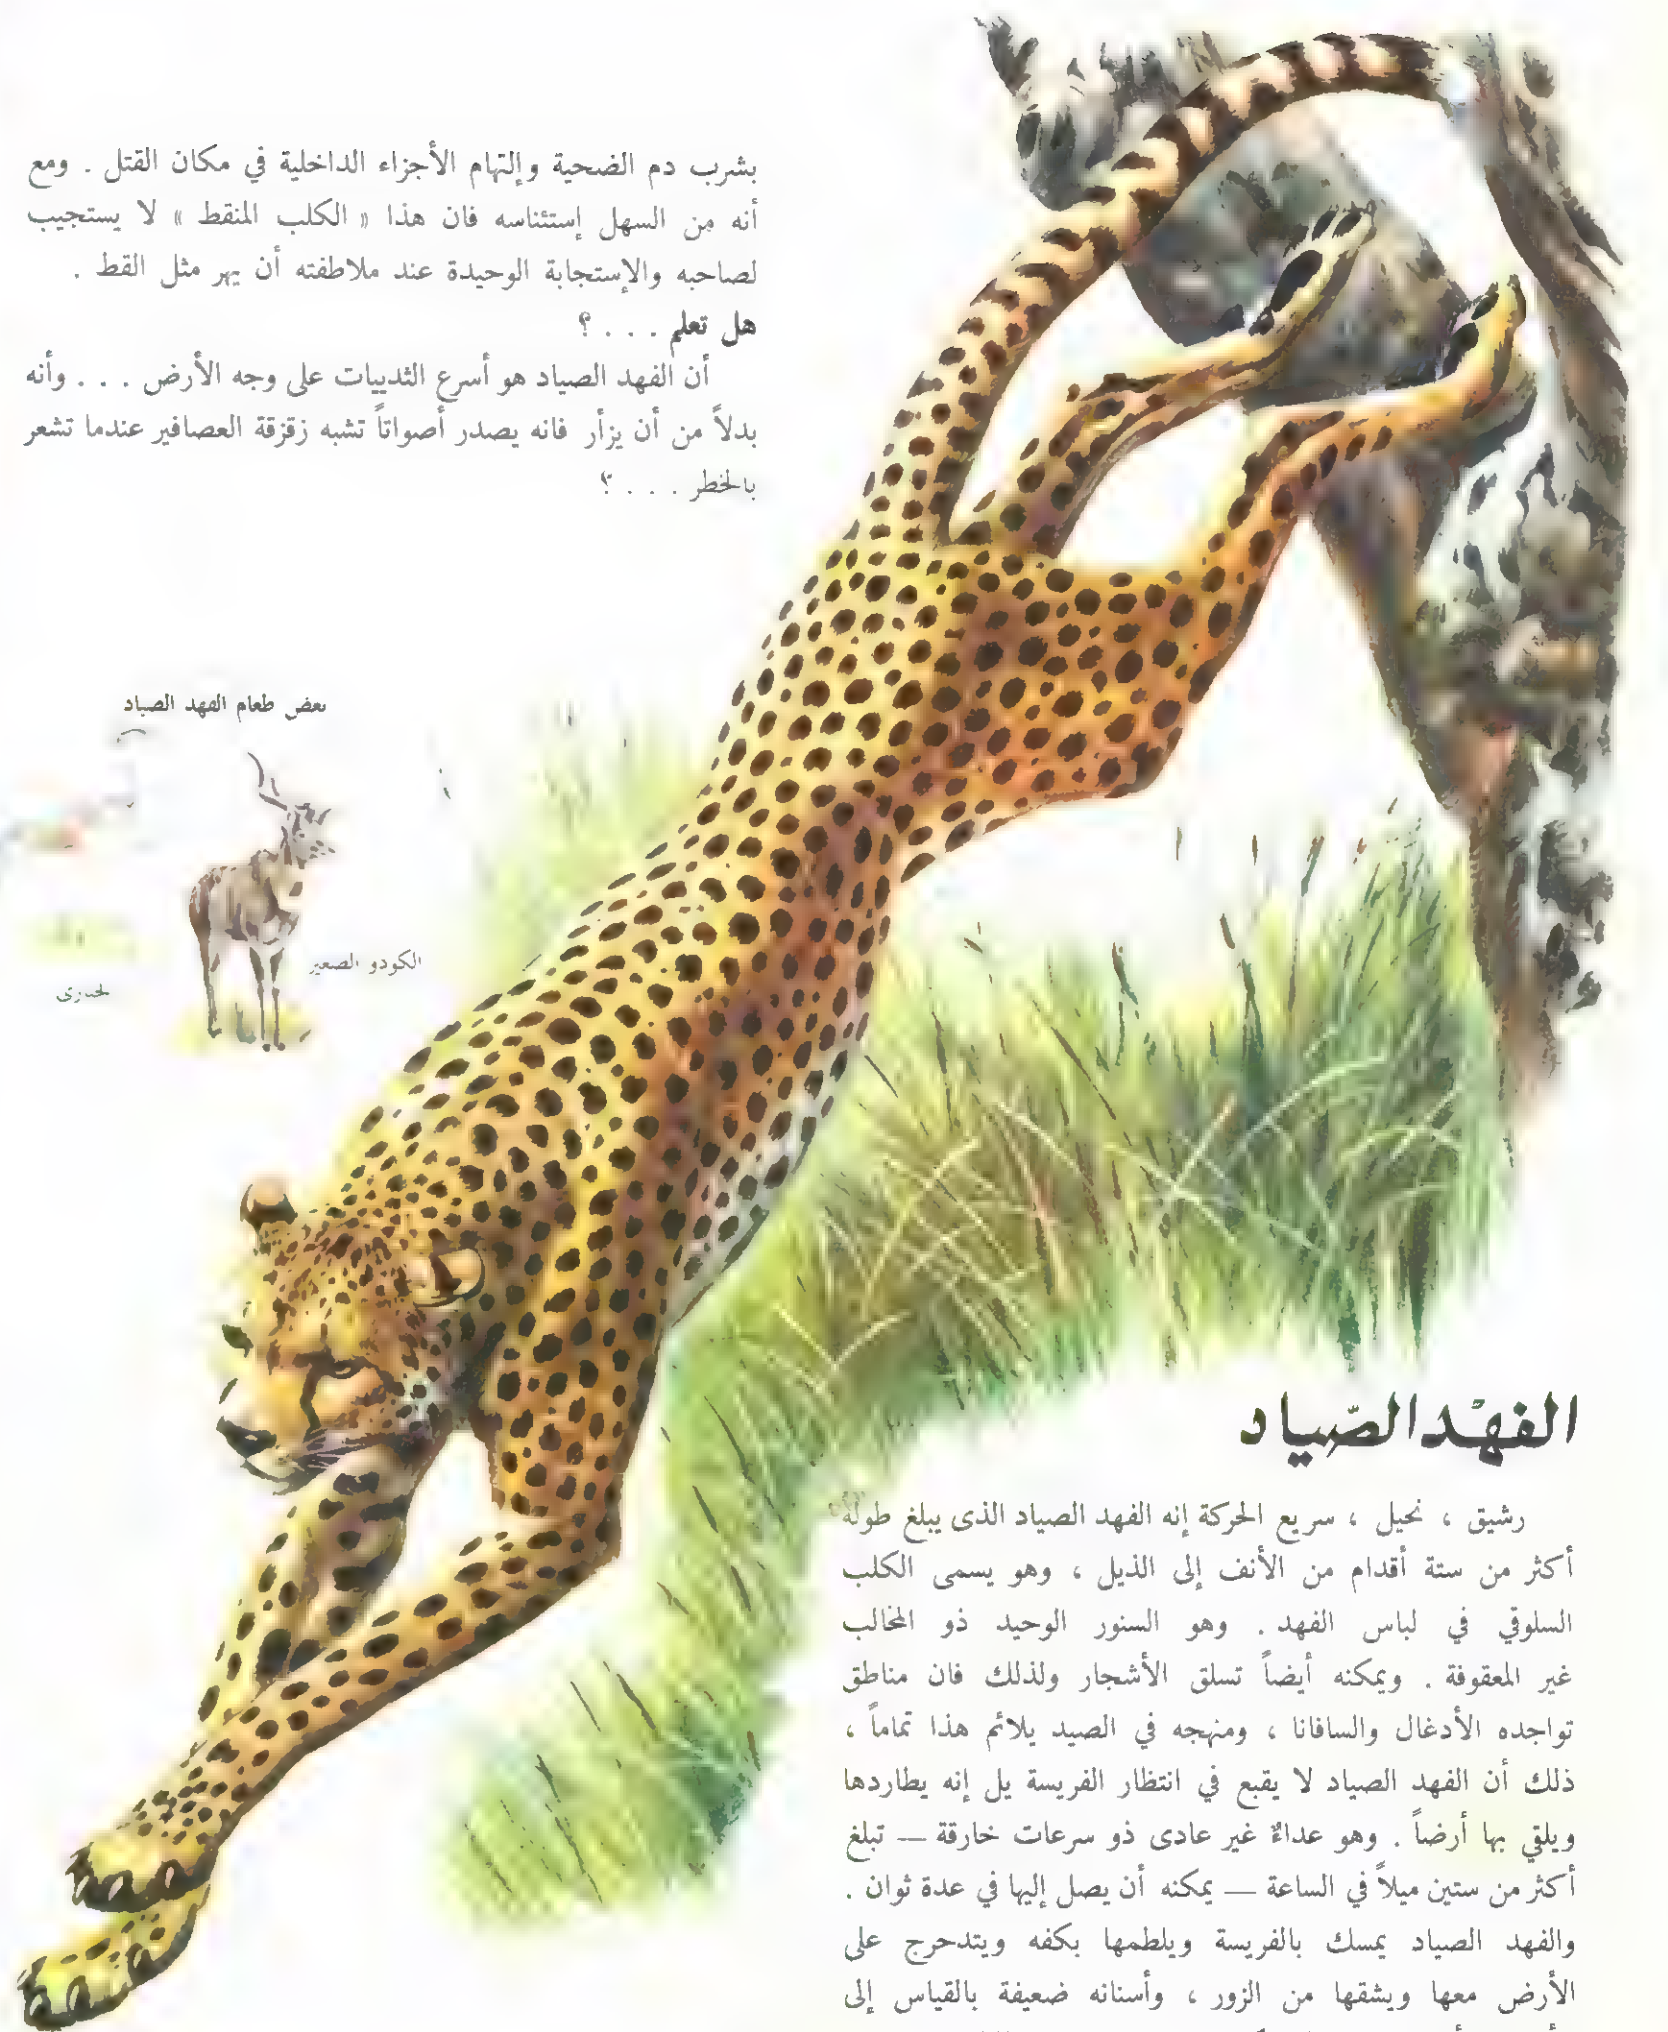 الفهْد الصّياد
رشيق ، نحيل ، سريع الحركة إنه الفهد الصياد الذى يبلغ طوله
أكثر من ستة أقدام من الأنف إلى الذيل ، وهو يسمى الكلب
السلوقي في لباس الفهد . وهو السنور الوحيد ذو المخالب
غير المعقوفة . ويمكنه أيضاً تسلق الأشجار ولذلك فان مناطق
تواجده الأدغال والسافانا ، ومنهجه في الصيد يلائم هذا تماماً ،
ذلك أن الفهد الصياد لا يقبع في انتظار الفريسة يل إنه يطاردها
ويلقي بها أرضاً . وهو عداءٌ غير عادى ذو سرعات خارقة — تبلغ
أكثر من ستين ميلاً في الساعة — يمكنه أن يصل إليها في عدة ثوان .
والفهد الصياد يمسك بالفريسة ويلطمها بكفه ويتدحرج على
الأرض معها ويشقها من الزور ، وأسنانه ضعيفة بالقياس إلى
بشرب دم الضحية وإلتهام الأجزاء الداخلية في مكان القتل . ومع
أنه من السهل إستئناسه فان هذا « الكلب المنقط » لا يستجيب
لصاحبه والإستجابة الوحيدة عند ملاطفته أن يهر مثل القط .
هل تعلم . . . ؟
أن الفهد الصياد هو أسرع الثدييات على وجه الأرض . . . وأنه
بدلاً من أن يزأر فانه يصدر أصواتاً تشبه زقزقة العصافير عندما تشعر
بالخطر . . . ؟
بعض طعام الفهد الصياد
الكودو الصغير